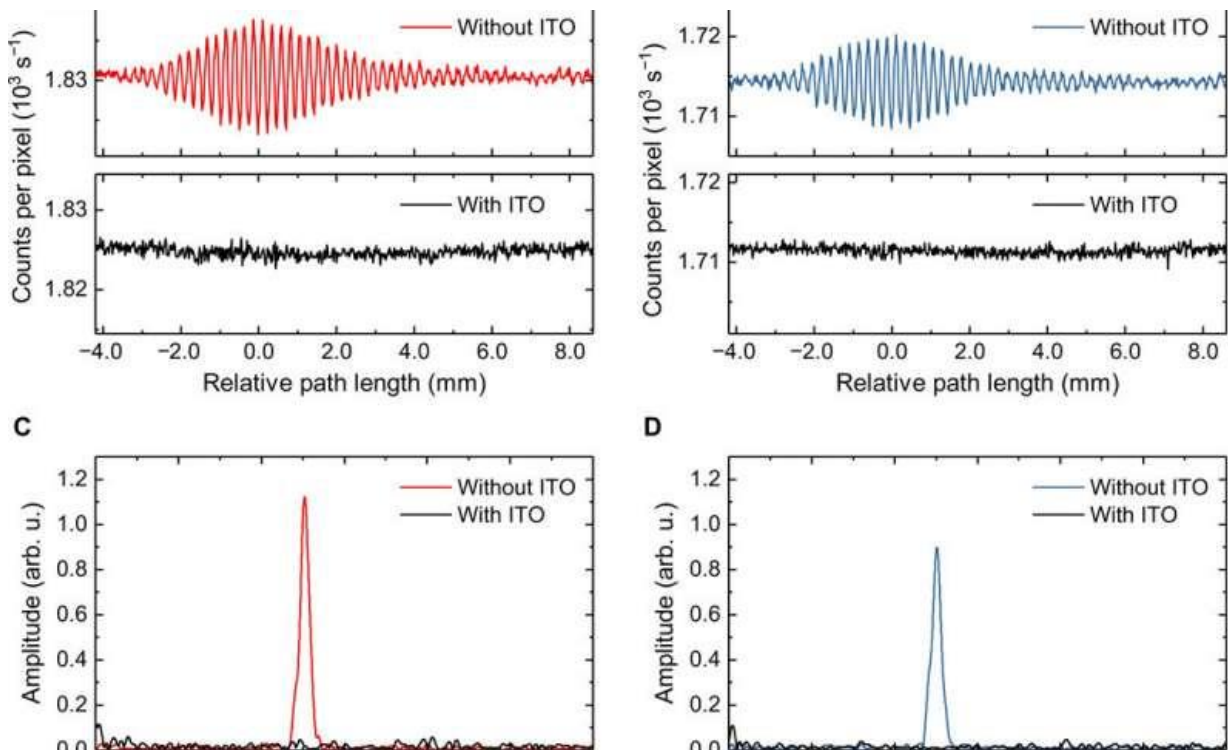 Counts per pixel (10³ s⁻¹)
1.83
Without ITO
1.83
1.82
With ITO
−4.0 −2.0 0.0 2.0 4.0 6.0 8.0
Relative path length (mm)
Counts per pixel (10³ s⁻¹)
1.72
1.71
Without ITO
1.72
1.71
With ITO
−4.0 −2.0 0.0 2.0 4.0 6.0 8.0
Relative path length (mm)
C
Amplitude (arb. u.)
1.2
1.0
0.8
0.6
0.4
0.2
0.0
Without ITO
With ITO
D
Amplitude (arb. u.)
1.2
1.0
0.8
0.6
0.4
0.2
0.0
Without ITO
With ITO